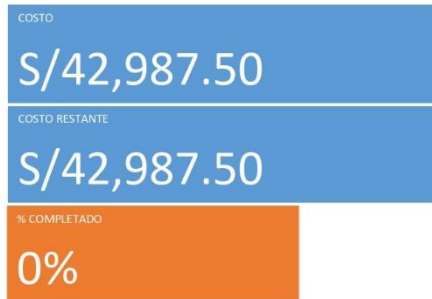 COSTO
S/42,987.50
COSTO RESTANTE
S/42,987.50
% COMPLETADO
0%